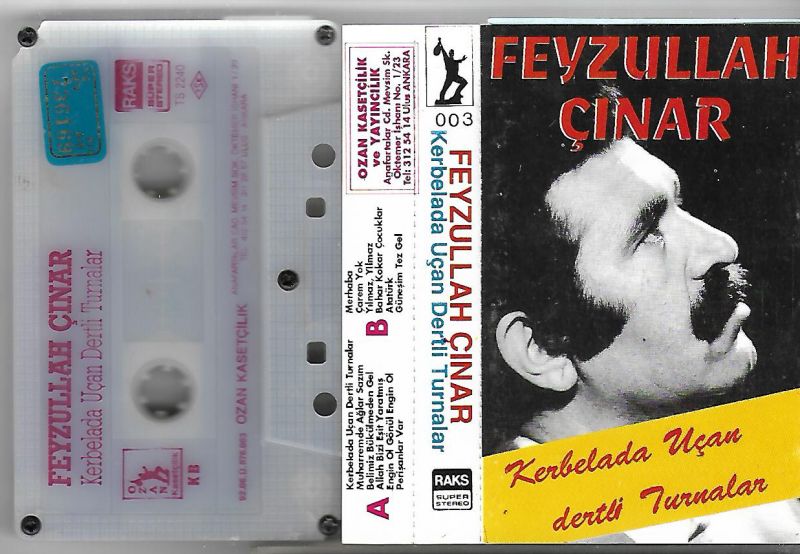 FEYZULLAH
ÇINAR
Kerbelada Uçan
dertli Turnalar
003
FEYZULLAH ÇINAR
Kerbelada Uçan Dertli Turnalar
RAKS
SUPER
STEREO
OZAN KASETÇİLİK
ve YAYINCILIK
Anafartalar Cd. Mevsim Sk.
Öktemer İşhanı No. 1/23
Tel: 312 54 14 Ulus ANKARA
A
Kerbelada Uçan Dertli Turnalar
Muharremde Ağlar Sazım
Belimiz Bükülmeden Gel
Allah Bizi Eşit Yaratmış
Engin Ol Gönül Engin Ol
Perişanlar Var
B
Merhaba
Çarem Yok
Yılmaz, Yılmaz
Bahar Kokar Çocuklar
Atatürk
Güneşim Tez Gel
RAKS
SUPER
STEREO
TS 2240
FEYZULLAH ÇINAR
Kerbelada Uçan Dertli Turnalar
OZAN
Kasetçilik
KB
OZAN KASETÇİLİK